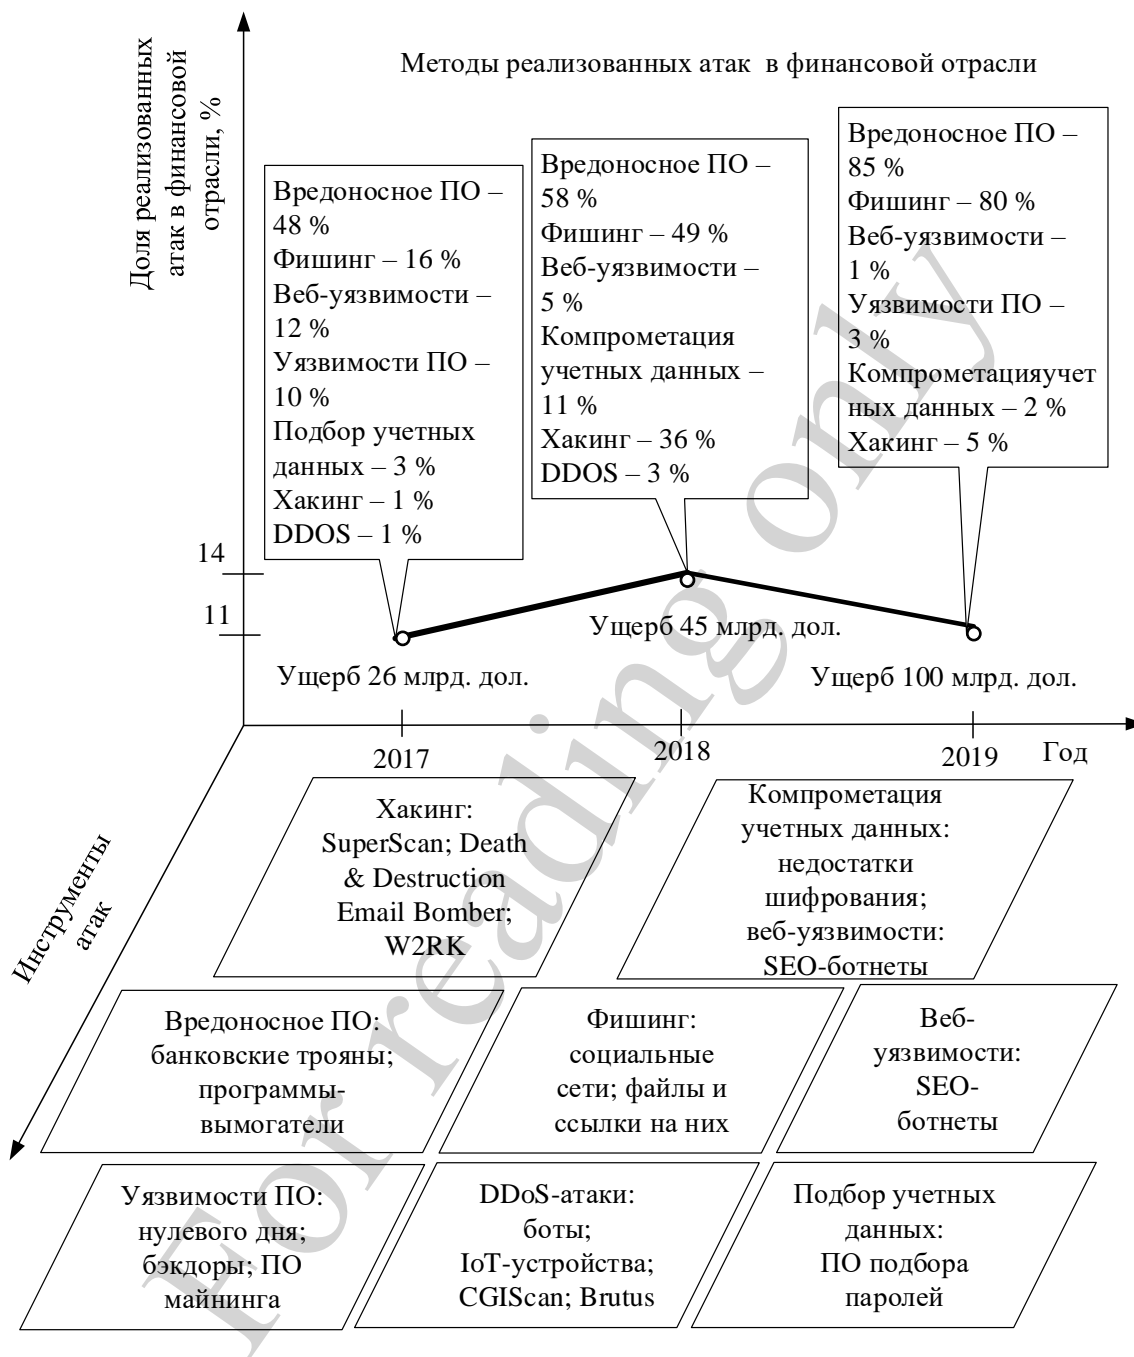 Доля реализованных
атак в финансовой
отрасли, %
Методы реализованных атак в финансовой отрасли
Вредоносное ПО –
48 %
Фишинг – 16 %
Веб-уязвимости –
12 %
Уязвимости ПО –
10 %
Подбор учетных
данных – 3 %
Хакинг – 1 %
DDOS – 1 %
Вредоносное ПО –
58 %
Фишинг – 49 %
Веб-уязвимости –
5 %
Компрометация
учетных данных –
11 %
Хакинг – 36 %
DDOS – 3 %
Вредоносное ПО –
85 %
Фишинг – 80 %
Веб-уязвимости –
1 %
Уязвимости ПО –
3 %
Компрометацияучет
ных данных – 2 %
Хакинг – 5 %
14
11
Ущерб 26 млрд. дол.
Ущерб 45 млрд. дол.
Ущерб 100 млрд. дол.
2017
2018
2019
Год
Инструменты
атак
Хакинг:
SuperScan; Death
& Destruction
Email Bomber;
W2RK
Компрометация
учетных данных:
недостатки
шифрования;
веб-уязвимости:
SEO-ботнеты
Вредоносное ПО:
банковские трояны;
программы-
вымогатели
Фишинг:
социальные
сети; файлы и
ссылки на них
Веб-
уязвимости:
SEO-
ботнеты
Уязвимости ПО:
нулевого дня;
бэкдоры; ПО
майнинга
DDoS-атаки:
боты;
IoT-устройства;
CGIScan; Brutus
Подбор учетных
данных:
ПО подбора
паролей
For reading only